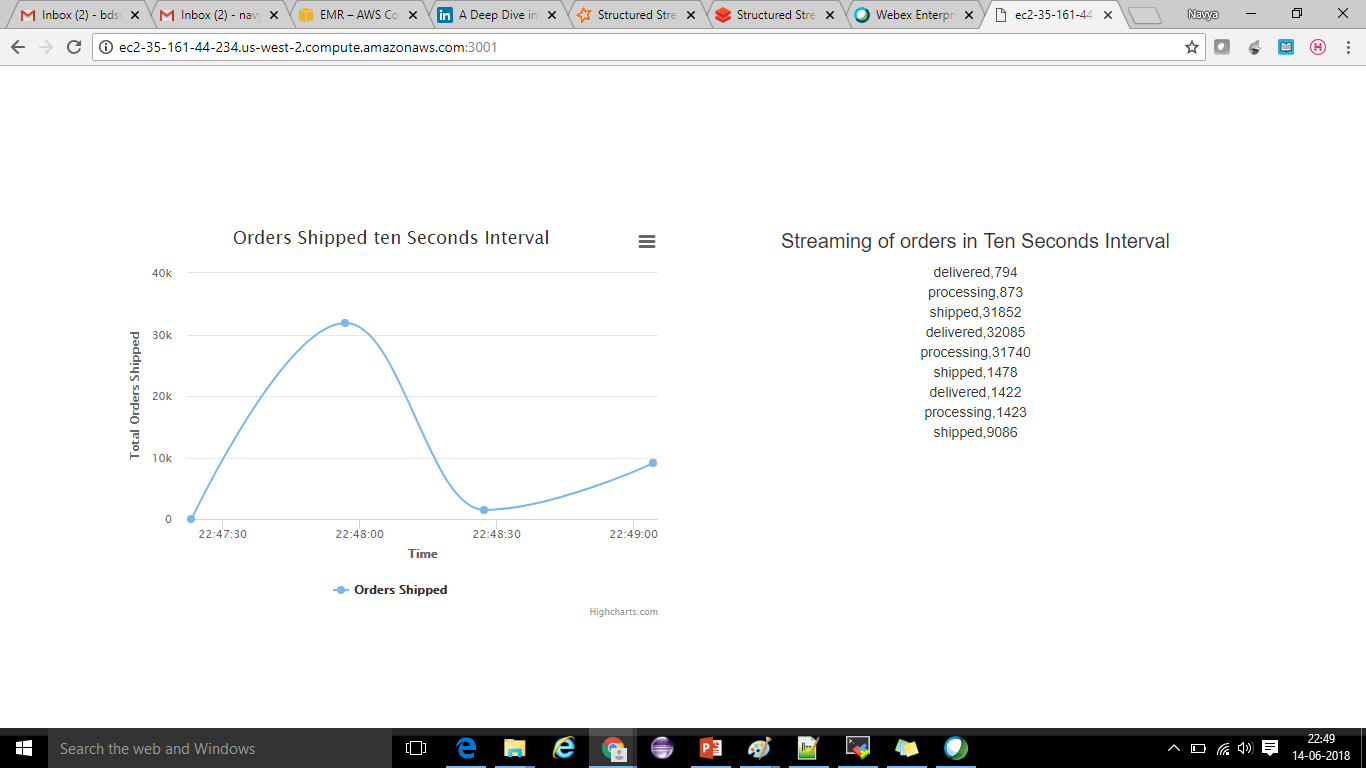 Inbox (2) - bds
Inbox (2) - nav
EMR – AWS Co
A Deep Dive in
Structured Stre
Structured Stre
Webex Enterpr
ec2-35-161-44
Navya
ec2-35-161-44-234.us-west-2.compute.amazonaws.com:3001
Orders Shipped ten Seconds Interval
40k
30k
20k
10k
0
Total Orders Shipped
22:47:30
22:48:00
22:48:30
22:49:00
Time
Orders Shipped
Highcharts.com
Streaming of orders in Ten Seconds Interval
delivered,794
processing,873
shipped,31852
delivered,32085
processing,31740
shipped,1478
delivered,1422
processing,1423
shipped,9086
Search the web and Windows
22:49
14-06-2018